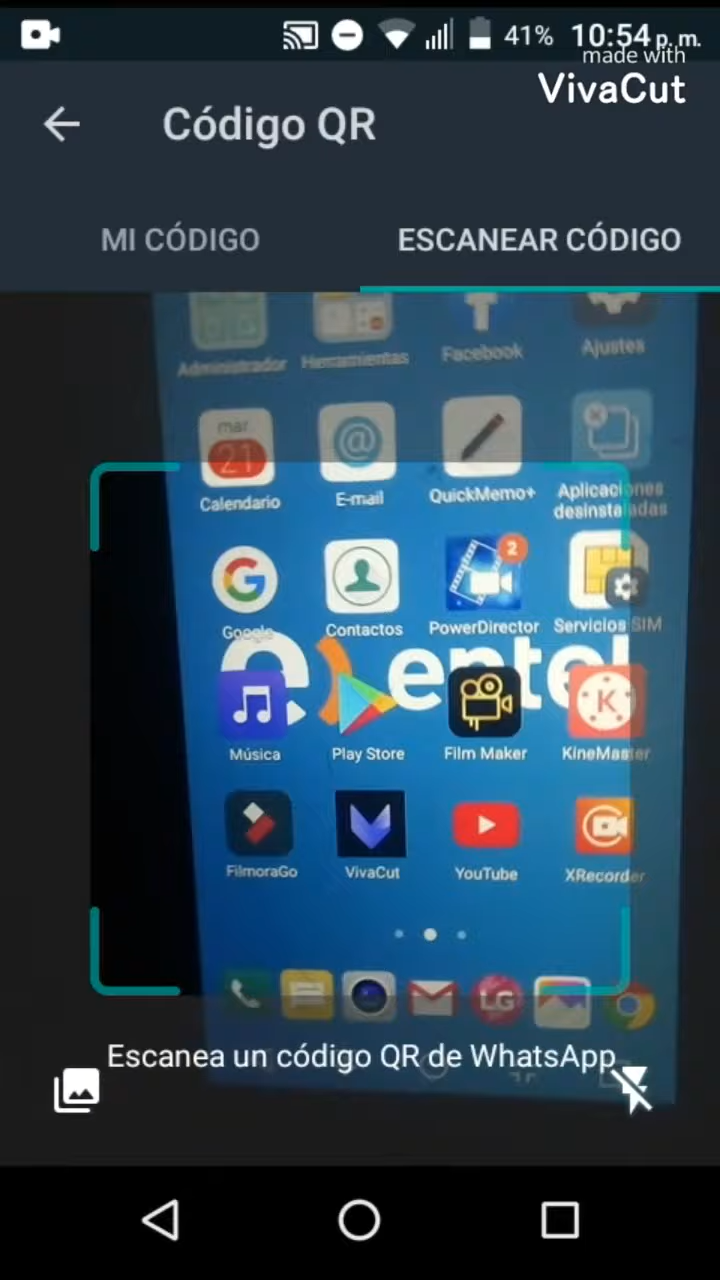 41% 10:54 p. m.
made with
VivaCut
Código QR
MI CÓDIGO
ESCANEAR CÓDIGO
Administrador
Herramientas
Facebook
Ajustes
mar.
21
Calendario
E-mail
QuickMemo+
Aplicaciones
desinstaladas
2
Google
Contactos
PowerDirector
Servicios SIM
entel
Música
Play Store
Film Maker
K
KineMaster
FilmoraGo
VivaCut
YouTube
XRecorder
LG
Escanea un código QR de WhatsApp